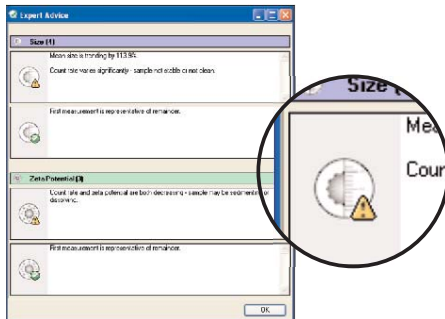 Expert Advice
Size (1)
Mean size is trending by 113.9%
Count rate varies significantly - sample not stable or not clean.
First measurement is representative of remainder.
Zeta Potential (3)
Count rate and zeta potential are both decreasing - sample may be sedimenting or
dissolving.
First measurement is representative of remainder.
OK
Size (
Mea
Coun